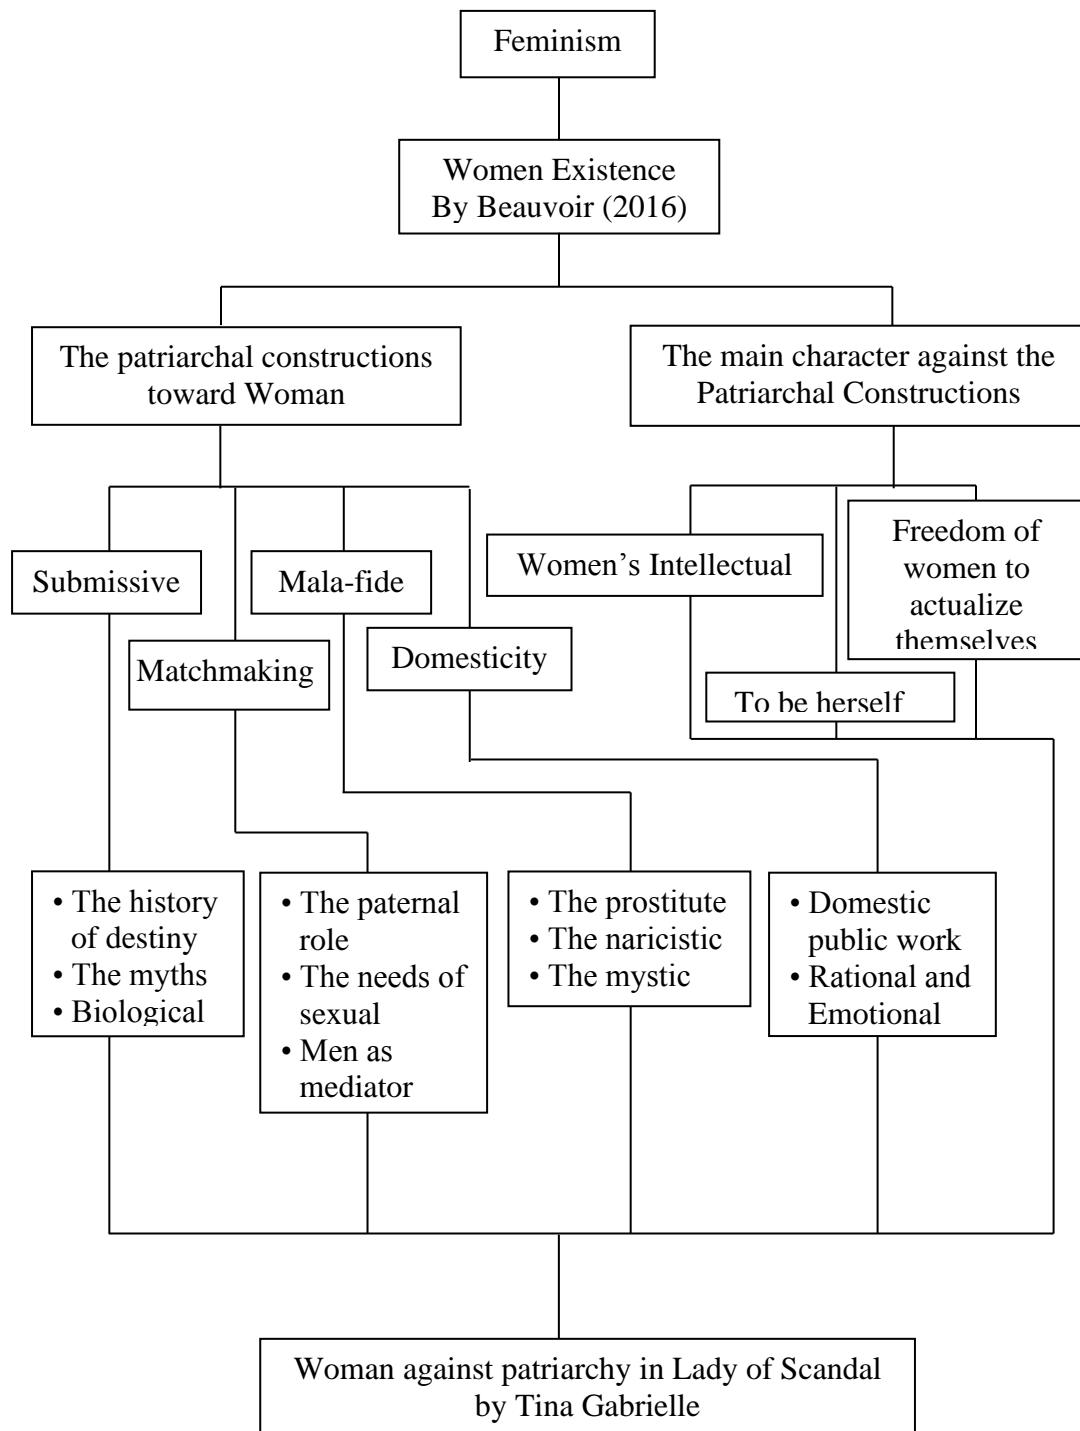 Feminism
Women Existence
By Beauvoir (2016)
The patriarchal constructions
toward Woman
The main character against the
Patriarchal Constructions
Submissive
Matchmaking
Mala-fide
Domesticity
Women's Intellectual
To be herself
Freedom of
women to
actualize
themselves
• The history
of destiny
• The myths
• Biological
• The paternal
role
• The needs of
sexual
• Men as
mediator
• The prostitute
• The naricistic
• The mystic
• Domestic
public work
• Rational and
Emotional
Woman against patriarchy in Lady of Scandal
by Tina Gabrielle